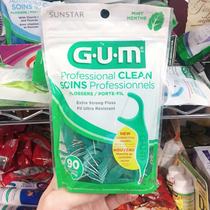 SUNSTAR
MINT
MENTHE
G·U·M
Professional CLEAN
SOINS Professionnels
FLOSSERS / PORTE-FIL
Extra Strong Floss
Fil Ultra Résistant
NEW
90